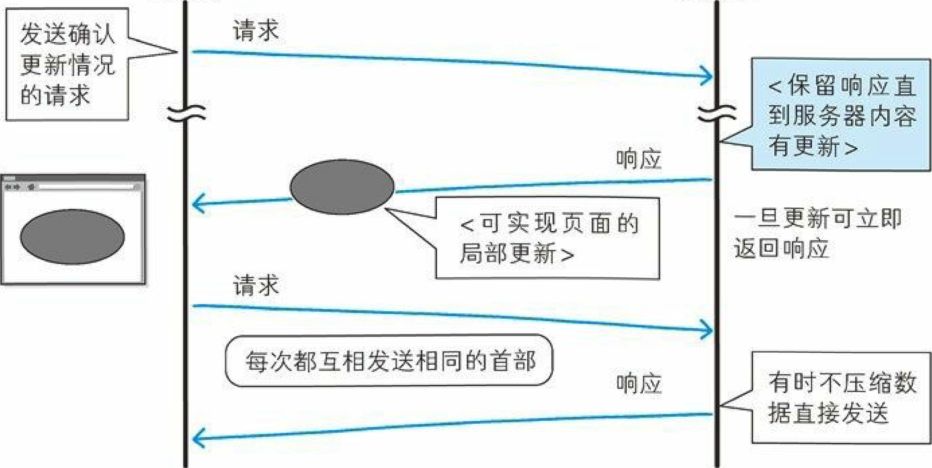 发送确认
更新情况
的请求
请求
<保留响应直
到服务器内容
有更新>
响应
<可实现页面的
局部更新>
一旦更新可立即
返回响应
请求
每次都互相发送相同的首部
响应
有时不压缩数
据直接发送